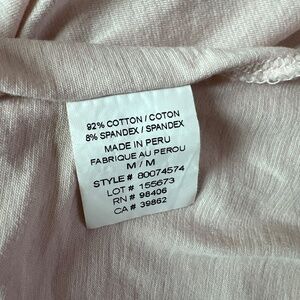 92% COTTON / COTON
8% SPANDEX / SPANDEX
MADE IN PERU
FABRIQUE AU PEROU
M / M
STYLE # 80074574
LOT # 155673
RN # 98406
CA # 39862